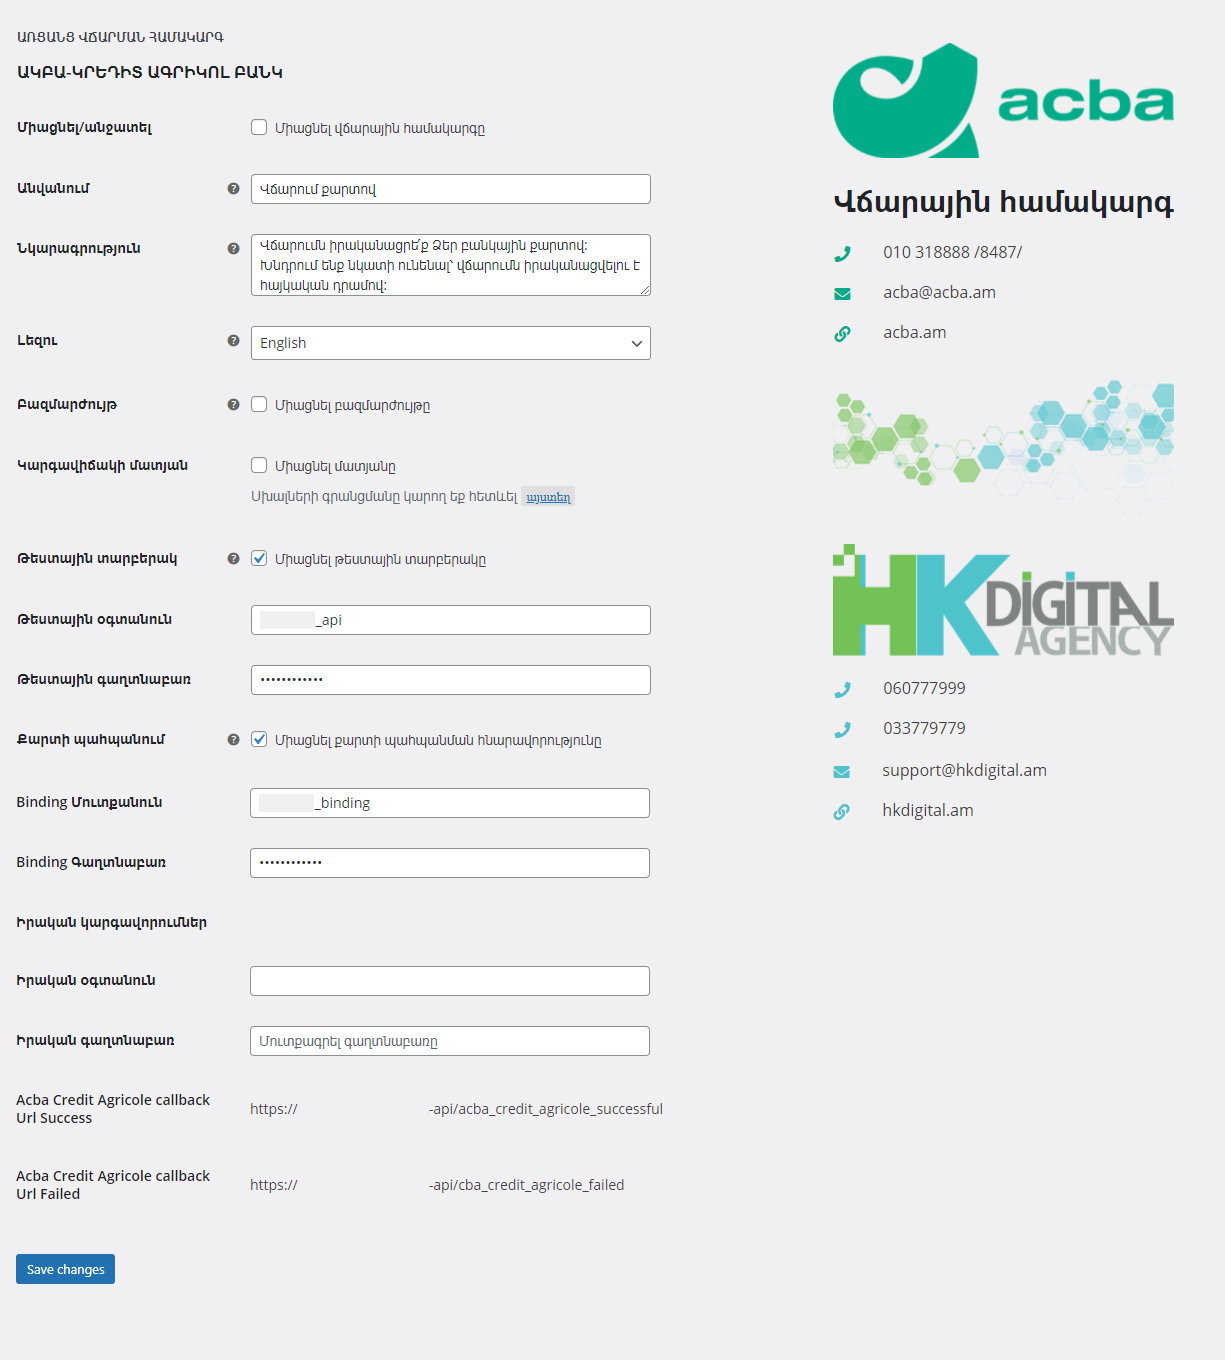 ԱՌՑԱՆՑ ՎՃԱՐՄԱՆ ՀԱՄԱԿԱՐԳ
ԱԿԲԱ-ԿՐԵԴԻՏ ԱԳՐԻԿՈԼ ԲԱՆԿ
Միացնել/անջատել
Միացնել վճարային համակարգը
Անվանում
Վճարում քարտով
Նկարագրություն
Վճարումն իրականացրե՛ք Ձեր բանկային քարտով:
Խնդրում ենք նկատի ունենալ՝ վճարումն իրականացվելու է
հայկական դրամով:
Լեզու
English
Բազմարժույթ
Միացնել բազմարժույթը
Կարգավիճակի մատյան
Միացնել մատյանը
Սխալների գրանցմանը կարող եք հետևել այստեղ
Թեստային տարբերակ
Միացնել թեստային տարբերակը
Թեստային օգտանուն
_api
Թեստային գաղտնաբառ
••••••••••••
Քարտի պահպանում
Միացնել քարտի պահպանման հնարավորությունը
Binding Մուտքանուն
_binding
Binding Գաղտնաբառ
••••••••••••
Իրական կարգավորումներ
Իրական օգտանուն
Իրական գաղտնաբառ
Մուտքագրել գաղտնաբառը
Acba Credit Agricole callback
Url Success
https:// -api/acba_credit_agricole_successful
Acba Credit Agricole callback
Url Failed
https:// -api/cba_credit_agricole_failed
Save changes
acba
Վճարային համակարգ
010 318888 /8487/
acba@acba.am
acba.am
HK DIGITAL
AGENCY
060777999
033779779
support@hkdigital.am
hkdigital.am